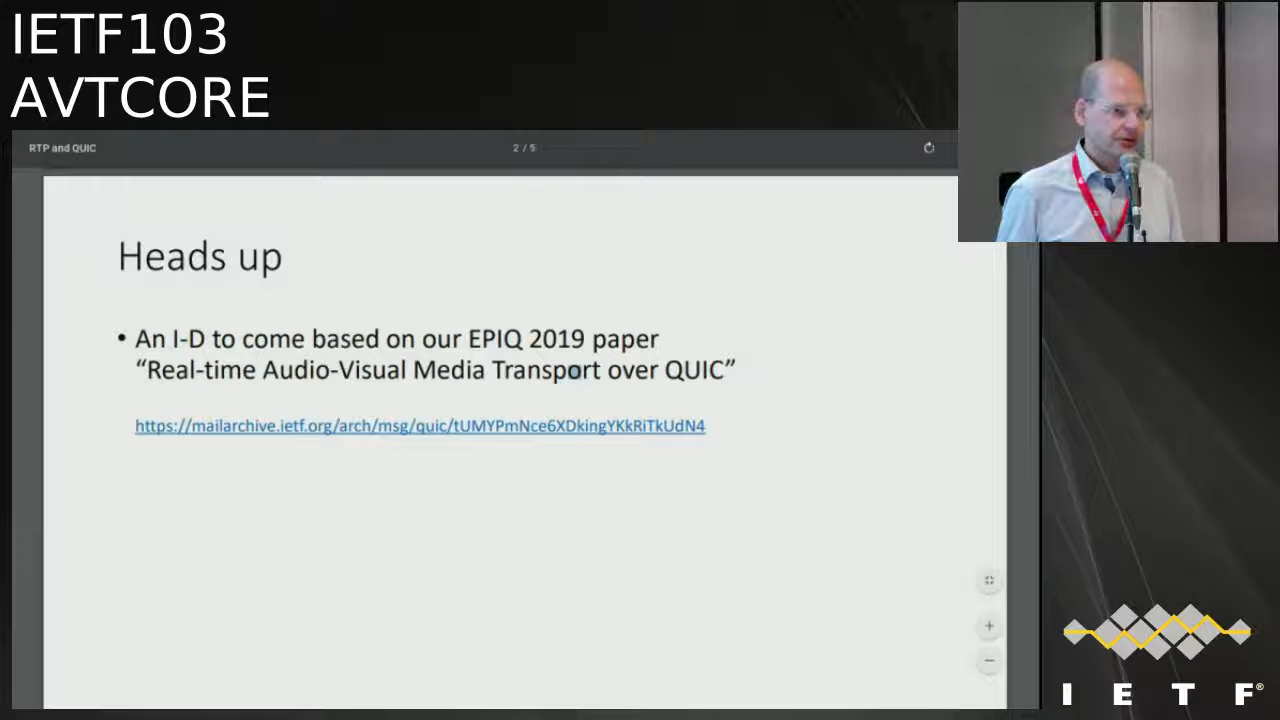 IETF103
AVTCORE
RTP and QUIC
2 / 5
Heads up
• An I-D to come based on our EPIQ 2019 paper
“Real-time Audio-Visual Media Transport over QUIC”
https://mailarchive.ietf.org/arch/msg/quic/tUMYPmNce6XDkingYKkRiTkUdN4
I E T F®